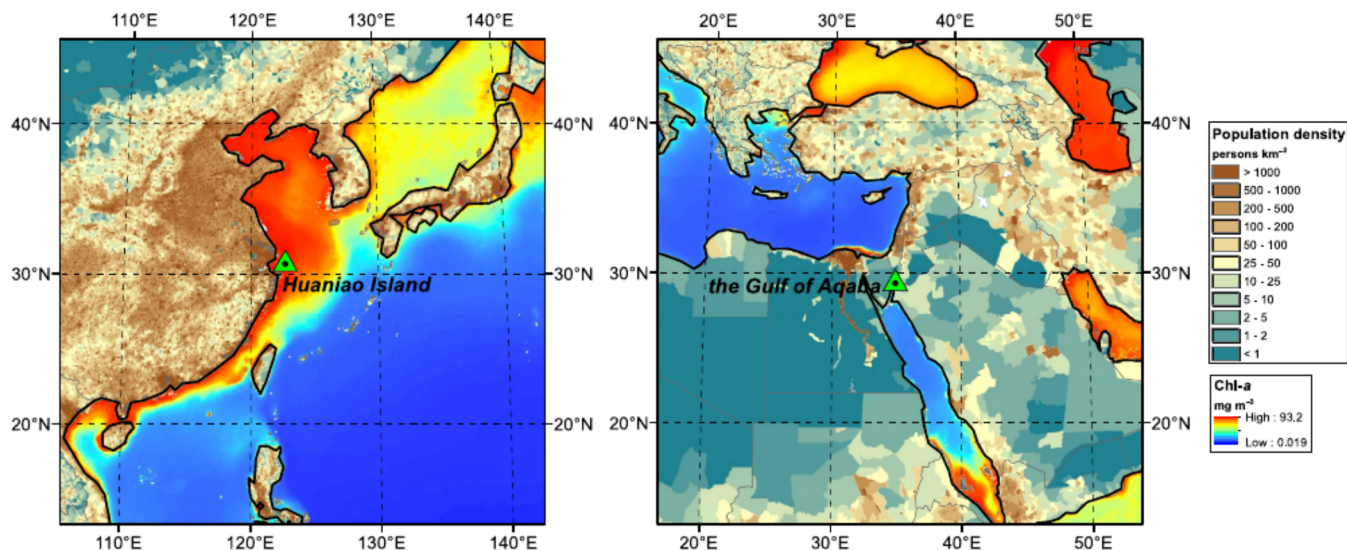 110°E 120°E 130°E 140°E
20°E 30°E 40°E 50°E
40°N 40°N
40°N
30°N 30°N
30°N
20°N 20°N
20°N
Huaniao Island
the Gulf of Aqaba
110°E 120°E 130°E 140°E
20°E 30°E 40°E 50°E
Population density
persons km⁻²
> 1000
500 - 1000
200 - 500
100 - 200
50 - 100
25 - 50
10 - 25
5 - 10
2 - 5
1 - 2
< 1
Chl-a
mg m⁻³
High : 93.2
Low : 0.019